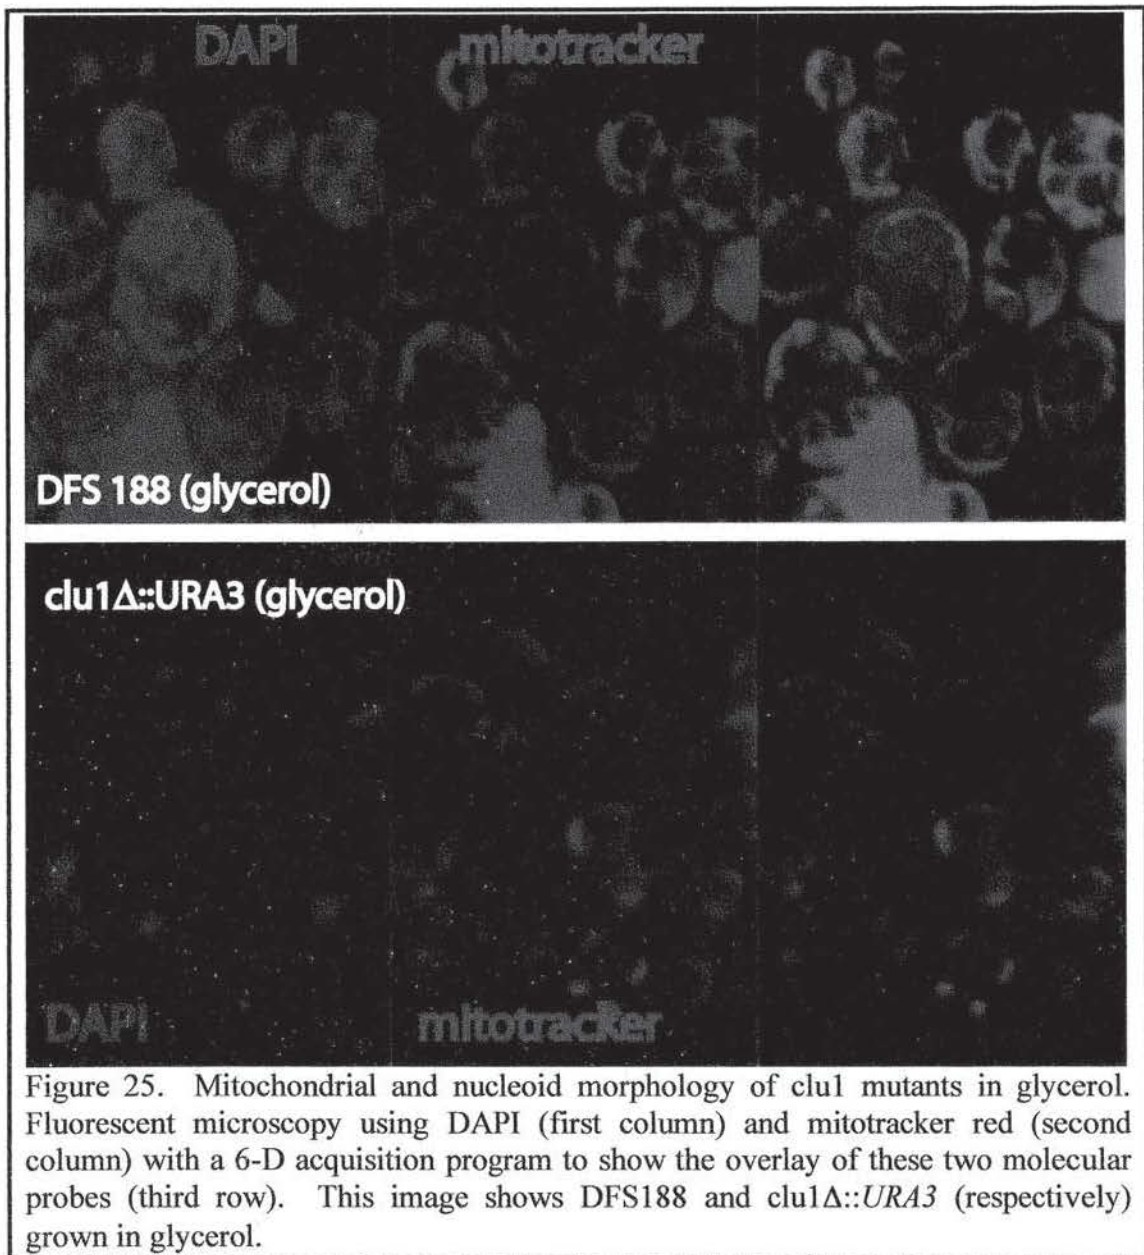 DAPI mitotracker
DFS 188 (glycerol)
clu1Δ::URA3 (glycerol)
DAPI mitotracker
Figure 25. Mitochondrial and nucleoid morphology of clu1 mutants in glycerol.
Fluorescent microscopy using DAPI (first column) and mitotracker red (second
column) with a 6-D acquisition program to show the overlay of these two molecular
probes (third row). This image shows DFS188 and clu1Δ::URA3 (respectively)
grown in glycerol.